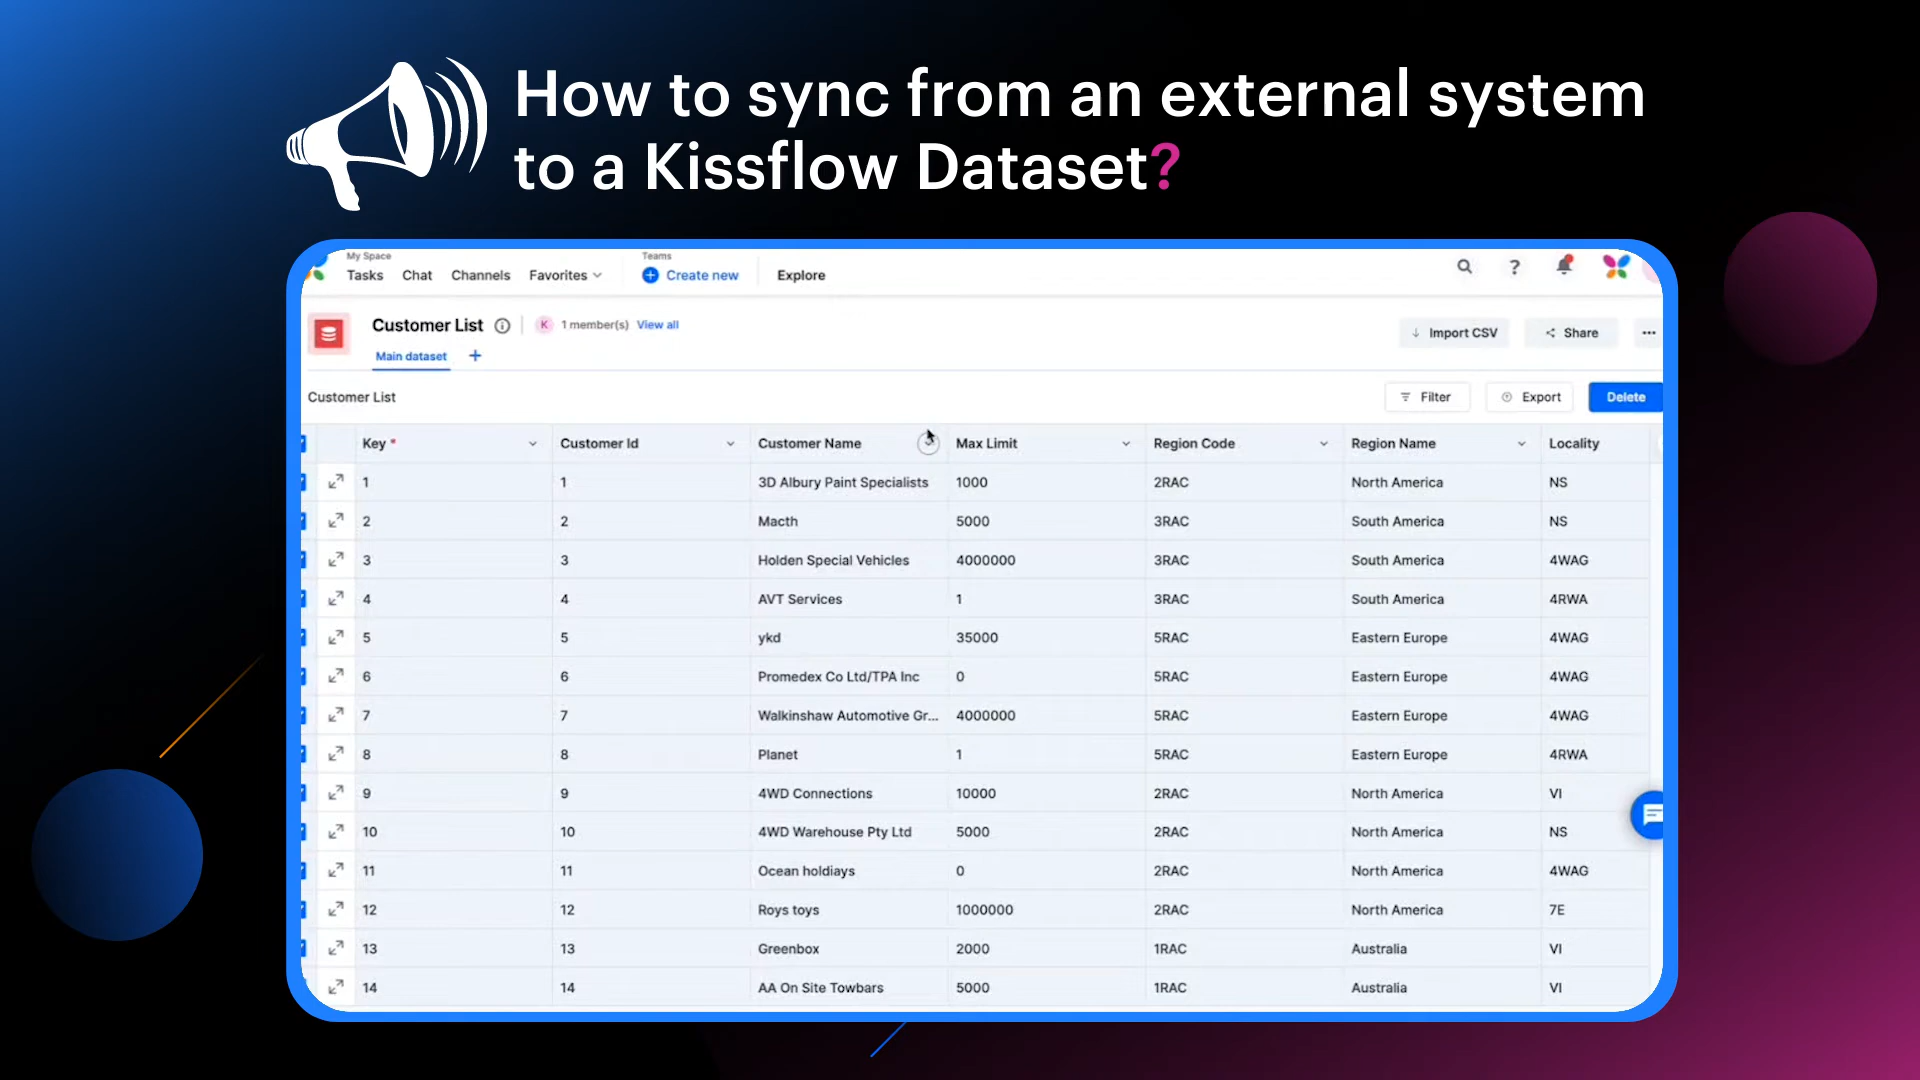 How to sync from an external system
to a Kissflow Dataset?
My Space
Tasks Chat Channels Favorites
Teams
Create new
Explore
?
Customer List
K 1 member(s) View all
Import CSV
Share
Main dataset +
Customer List
Filter Export Delete
Key * Customer Id Customer Name Max Limit Region Code Region Name Locality
1 1 3D Albury Paint Specialists 1000 2RAC North America NS
2 2 Macth 5000 3RAC South America NS
3 3 Holden Special Vehicles 4000000 3RAC South America 4WAG
4 4 AVT Services 1 3RAC South America 4RWA
5 5 ykd 35000 5RAC Eastern Europe 4WAG
6 6 Promedex Co Ltd/TPA Inc 0 5RAC Eastern Europe 4WAG
7 7 Walkinshaw Automotive Gr... 4000000 5RAC Eastern Europe 4WAG
8 8 Planet 1 5RAC Eastern Europe 4RWA
9 9 4WD Connections 10000 2RAC North America VI
10 10 4WD Warehouse Pty Ltd 5000 2RAC North America NS
11 11 Ocean holdiays 0 2RAC North America 4WAG
12 12 Roys toys 1000000 2RAC North America 7E
13 13 Greenbox 2000 1RAC Australia VI
14 14 AA On Site Towbars 5000 1RAC Australia VI